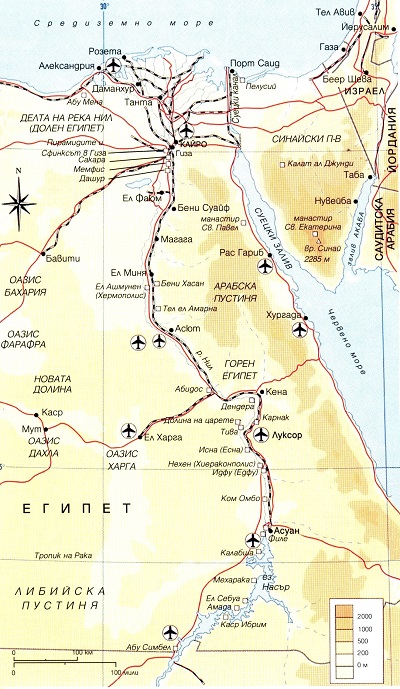 30°
35°
Средиземно море
Тел Авив
Йерусалим
Газа
Розета
Александрия
Порт Саид
Даманхур
Абу Мена
Танта
Суецки канал
Пелусий
Беер Шева
ИЗРАЕЛ
ЙОРДАНИЯ
ДЕЛТА НА РЕКА НИЛ
(ДОЛЕН ЕГИПЕТ)
КАЙРО
СИНАЙСКИ П-В
Пирамидите и
Сфинксът в Гиза
Гиза
Сакара
Мемфис
Дашур
Калат ал Джунди
Таба
N
Ел Фаюм
Нувейба
Бени Суайф
манастир
Св. Павел
СУЕЦКИ ЗАЛИВ
манастир
Св. Екатерина
вр. Синай
2285 м
залив АКАБА
САУДИТСКА
АРАБИЯ
Магага
Бавити
Рас Гариб
ОАЗИС
БАХАРИЯ
Ел Миня
Бени Хасан
Ел Ашмунен
(Хермополис)
АРАБСКА
ПУСТИНЯ
Тел ел Амарна
Хургада
Червено море
ОАЗИС
ФАРАФРА
Асют
р. Нил
ГОРЕН
ЕГИПЕТ
НОВАТА
ДОЛИНА
Абидос
Кена
Дендера
Каср
Карнак
Долина на царете
Тива
Луксор
Мут
ОАЗИС
ДАХЛА
Ел Харга
ОАЗИС
ХАРГА
Исна (Есна)
Нехен (Хиераконполис)
Идфу (Едфу)
ЕГИПЕТ
Ком Омбо
Асуан
Филе
Калабша
Тропик на Рака
Мехарака
ез.
Насър
ЛИБИЙСКА
ПУСТИНЯ
Ел Себуа
Амада
Каср Ибрим
Абу Симбел
100 км
100 мили
2000
1000
500
200
0 м